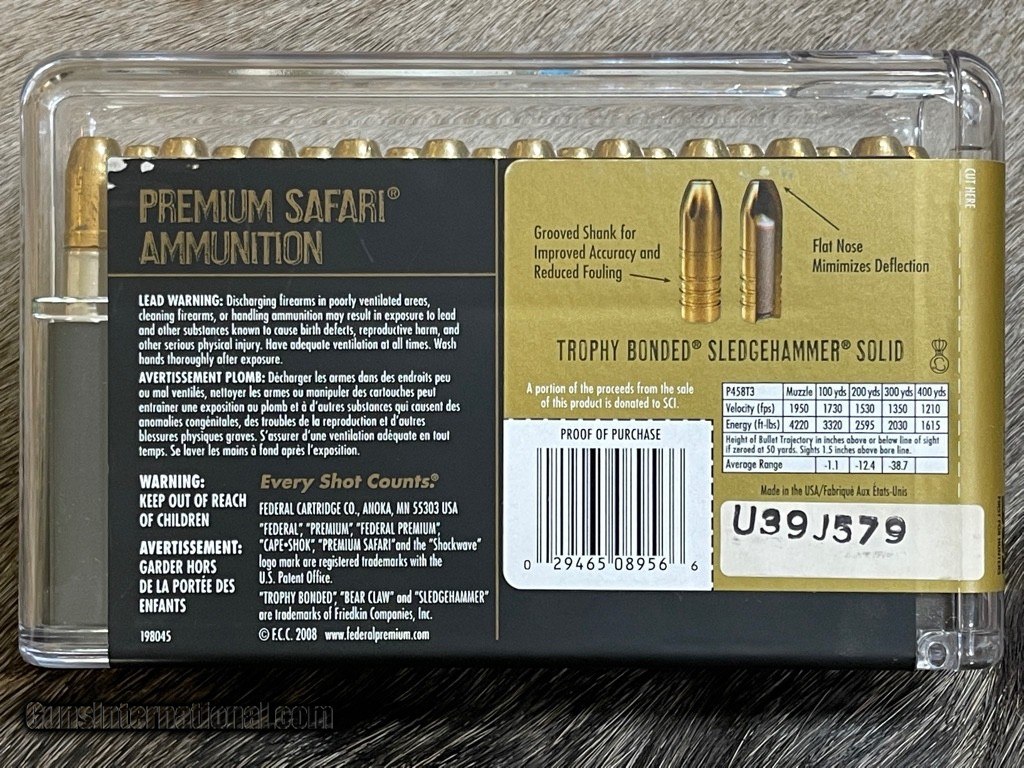 PREMIUM SAFARI®
AMMUNITION
LEAD WARNING: Discharging firearms in poorly ventilated areas,
cleaning firearms, or handling ammunition may result in exposure to lead
and other substances known to cause birth defects, reproductive harm, and
other serious physical injury. Have adequate ventilation at all times. Wash
hands thoroughly after exposure.
AVERTISSEMENT PLOMB: Décharger les armes dans des endroits peu
ou mal ventilés, nettoyer les armes ou manipuler des cartouches peut
entrainer une exposition au plomb et à d'autres substances qui causent des
anomalies congénitales, des troubles de la reproduction et d'autres
blessures physiques graves. S'assurer d'une ventilation adéquate en tout
temps. Se laver les mains à fond après l'exposition.
WARNING:
KEEP OUT OF REACH
OF CHILDREN
AVERTISSEMENT:
GARDER HORS
DE LA PORTÉE DES
ENFANTS
198045
Every Shot Counts.®
FEDERAL CARTRIDGE CO., ANOKA, MN 55303 USA
"FEDERAL", "PREMIUM", "FEDERAL PREMIUM",
"CAPE•SHOK", "PREMIUM SAFARI" and the "Shockwave"
logo mark are registered trademarks with the
U.S. Patent Office.
"TROPHY BONDED", "BEAR CLAW" and "SLEDGEHAMMER"
are trademarks of Friedkin Companies, Inc.
© F.C.C. 2008 www.federalpremium.com
Grooved Shank for
Improved Accuracy and
Reduced Fouling
Flat Nose
Mimimizes Deflection
TROPHY BONDED® SLEDGEHAMMER® SOLID
A portion of the proceeds from the sale
of this product is donated to SCI.
PROOF OF PURCHASE
0 29465 08956 6
P458T3 Muzzle 100 yds 200 yds 300 yds 400 yds
Velocity (fps) 1950 1730 1530 1350 1210
Energy (ft-lbs) 4220 3320 2595 2030 1615
Height of Bullet Trajectory in inches above or below line of sight
if zeroed at 50 yards. Sights 1.5 inches above bore line.
Average Range -1.1 -12.4 -38.7
Made in the USA/Fabriqué Aux États-Unis
U39J579
CUT HERE
GunsInternational.com